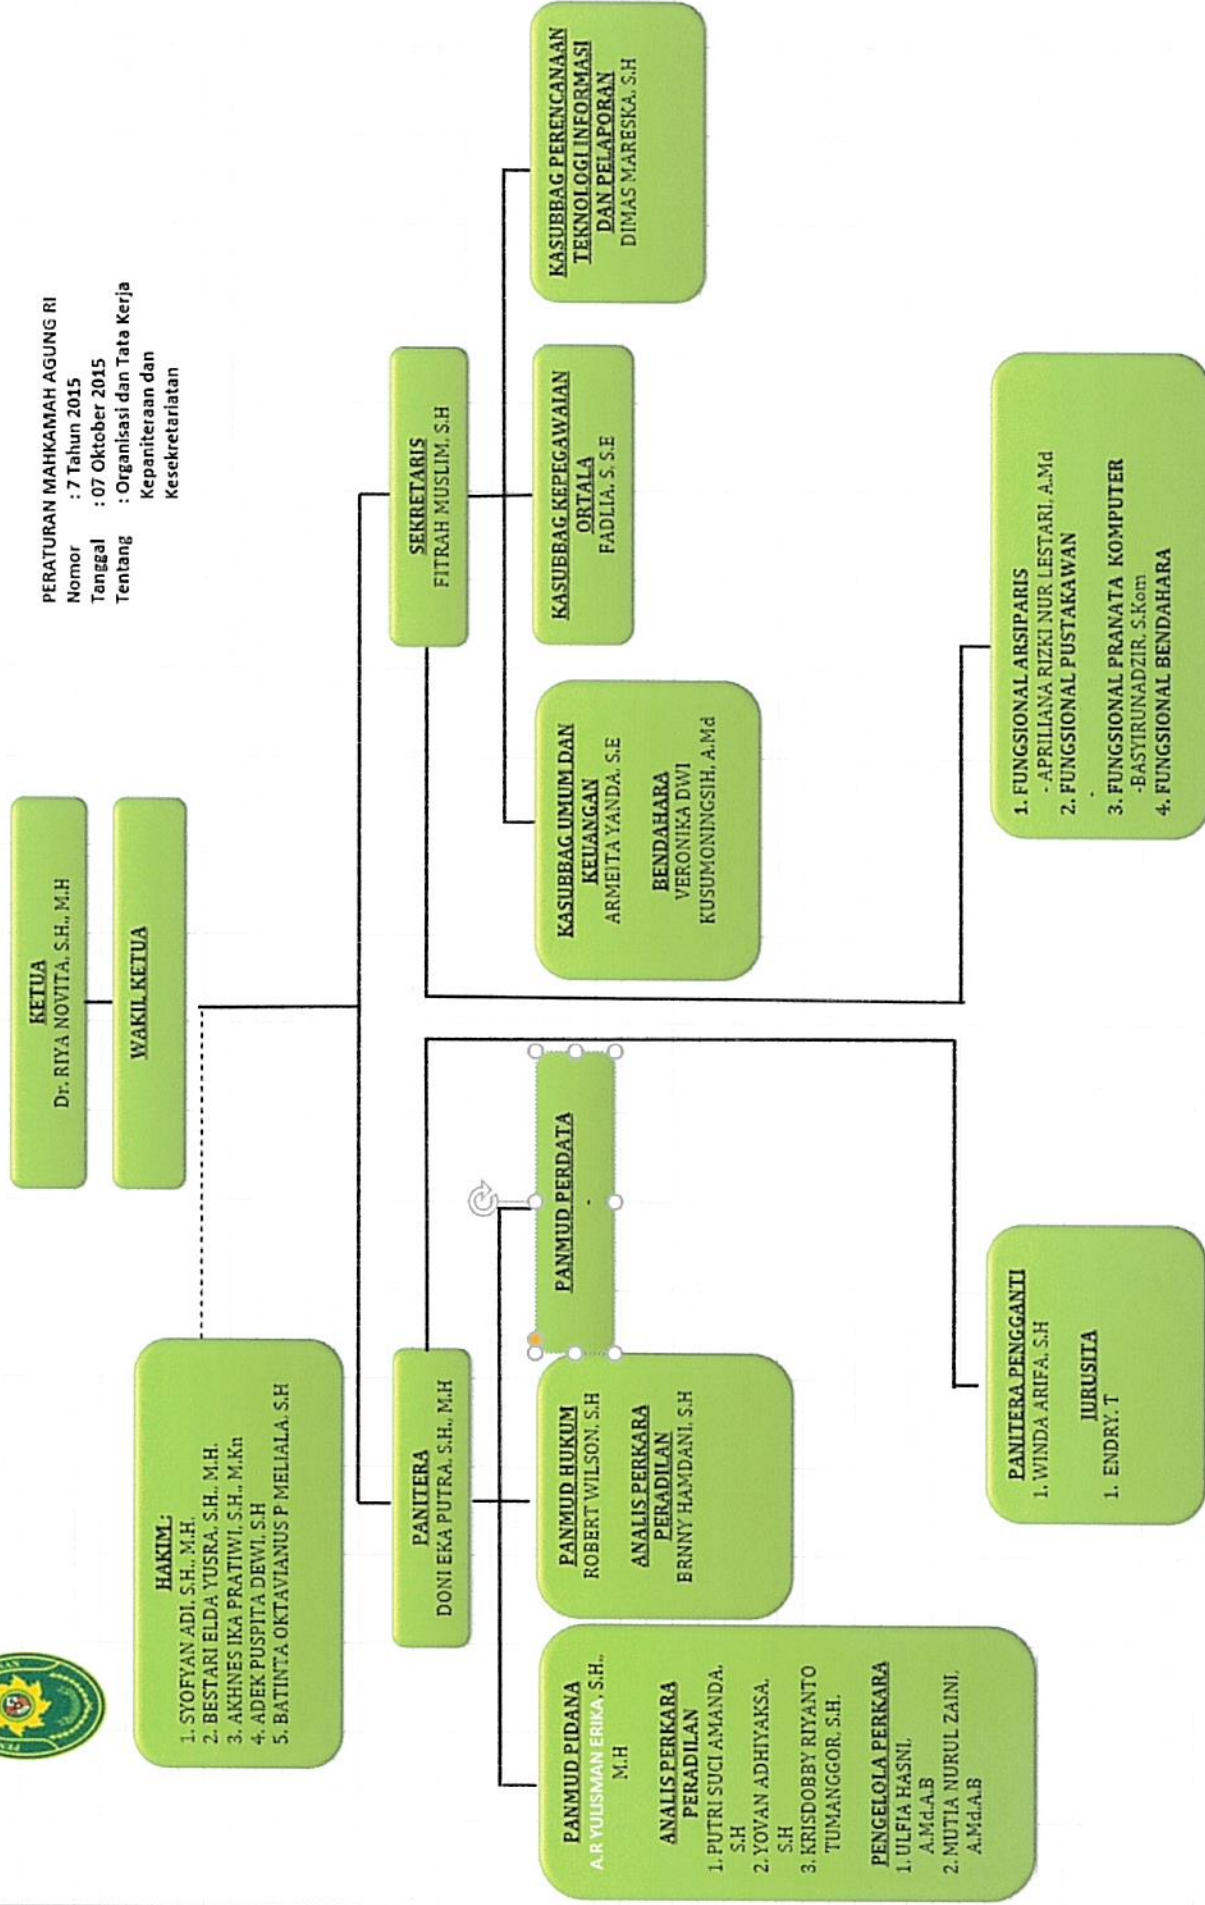 PERATURAN MAHKAMAH AGUNG RI
Nomor : 7 Tahun 2015
Tanggal : 07 Oktober 2015
Tentang : Organisasi dan Tata Kerja
Kepaniteraan dan
Kesekretariatan
KETUA
Dr. RIYA NOVITA, S.H., M.H
WAKIL KETUA
HAKIM :
1. SYOFYAN ADI, S.H., M.H.
2. BESTARI ELDA YUSRA, S.H., M.H.
3. AKHNES IKA PRATIWI, S.H., M.Kn
4. ADEK PUSPITA DEWI, S.H
5. BATINTA OKTAVIANUS P MELIALA, S.H
PANITERA
DONI EKA PUTRA, S.H., M.H
SEKRETARIS
FITRAH MUSLIM, S.H
PANMUD PIDANA
A.R YULISMAN ERIKA, S.H.,
M.H
ANALIS PERKARA
PERADILAN
1. PUTRI SUCI AMANDA,
S.H
2. YOVAN ADHIYAKSA,
S.H
3. KRISDOBBY RIYANTO
TUMANGGOR, S.H.
PENGELOLA PERKARA
1. ULFIA HASNI,
A.Md.A.B
2. MUTIA NURUL ZAINI,
A.Md.A.B
PANMUD HUKUM
ROBERT WILSON, S.H
ANALIS PERKARA
PERADILAN
BRNNY HAMDANI, S.H
PANMUD PERDATA
-
KASUBBAG UMUM DAN
KEUANGAN
ARMEITA YANDA, S.E
BENDAHARA
VERONIKA DWI
KUSUMONINGSIH, A.Md
KASUBBAG KEPEGAWAIAN
ORTALA
FADLIA, S, S.E
KASUBBAG PERENCANAAN
TEKNOLOGI INFORMASI
DAN PELAPORAN
DIMAS MARESKA, S.H
PANITERA PENGGANTI
1. WINDA ARIFA, S.H
JURUSITA
1. ENDRY. T
1. FUNGSIONAL ARSIPARIS
- APRILIANA RIZKI NUR LESTARI, A.Md
2. FUNGSIONAL PUSTAKAWAN
-
3. FUNGSIONAL PRANATA KOMPUTER
-BASYIRUNADZIR, S.Kom
4. FUNGSIONAL BENDAHARA